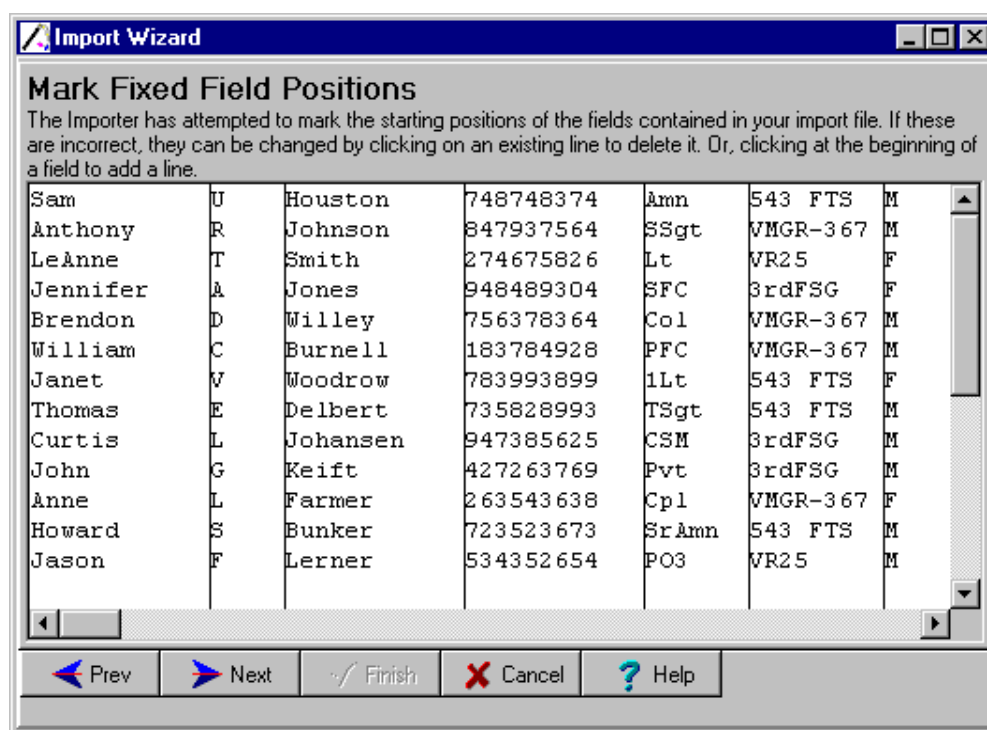 Import Wizard
Mark Fixed Field Positions
The Importer has attempted to mark the starting positions of the fields contained in your import file. If these
are incorrect, they can be changed by clicking on an existing line to delete it. Or, clicking at the beginning of
a field to add a line.
Sam U Houston 748748374 Amn 543 FTS M
Anthony R Johnson 847937564 SSgt VMGR-367 M
LeAnne T Smith 274675826 Lt VR25 F
Jennifer A Jones 948489304 SFC 3rdFSG F
Brendon D Willey 756378364 Col VMGR-367 M
William C Burnell 183784928 PFC VMGR-367 M
Janet V Woodrow 783993899 1Lt 543 FTS F
Thomas E Delbert 735828993 TSgt 543 FTS M
Curtis L Johansen 947385625 CSM 3rdFSG M
John G Keift 427263769 Pvt 3rdFSG M
Anne L Farmer 263543638 Cpl VMGR-367 F
Howard S Bunker 723523673 SrAmn 543 FTS M
Jason F Lerner 534352654 PO3 VR25 M
Prev Next Finish Cancel Help